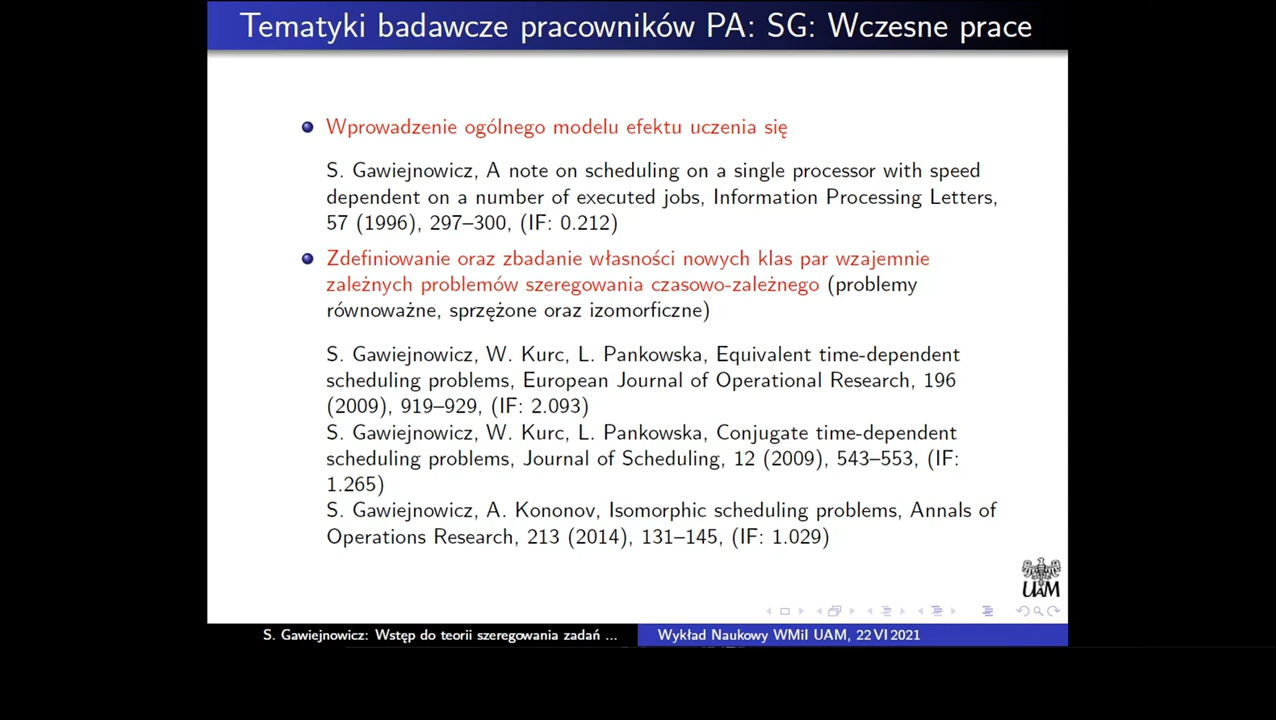 Tematyki badawcze pracowników PA: SG: Wczesne prace
Wprowadzenie ogólnego modelu efektu uczenia się
S. Gawiejnowicz, A note on scheduling on a single processor with speed
dependent on a number of executed jobs, Information Processing Letters,
57 (1996), 297–300, (IF: 0.212)
Zdefiniowanie oraz zbadanie własności nowych klas par wzajemnie
zależnych problemów szeregowania czasowo-zależnego (problemy
równoważne, sprzężone oraz izomorficzne)
S. Gawiejnowicz, W. Kurc, L. Pankowska, Equivalent time-dependent
scheduling problems, European Journal of Operational Research, 196
(2009), 919–929, (IF: 2.093)
S. Gawiejnowicz, W. Kurc, L. Pankowska, Conjugate time-dependent
scheduling problems, Journal of Scheduling, 12 (2009), 543–553, (IF:
1.265)
S. Gawiejnowicz, A. Kononov, Isomorphic scheduling problems, Annals of
Operations Research, 213 (2014), 131–145, (IF: 1.029)
UAM
S. Gawiejnowicz: Wstęp do teorii szeregowania zadań ...
Wykład Naukowy WMiI UAM, 22 VI 2021